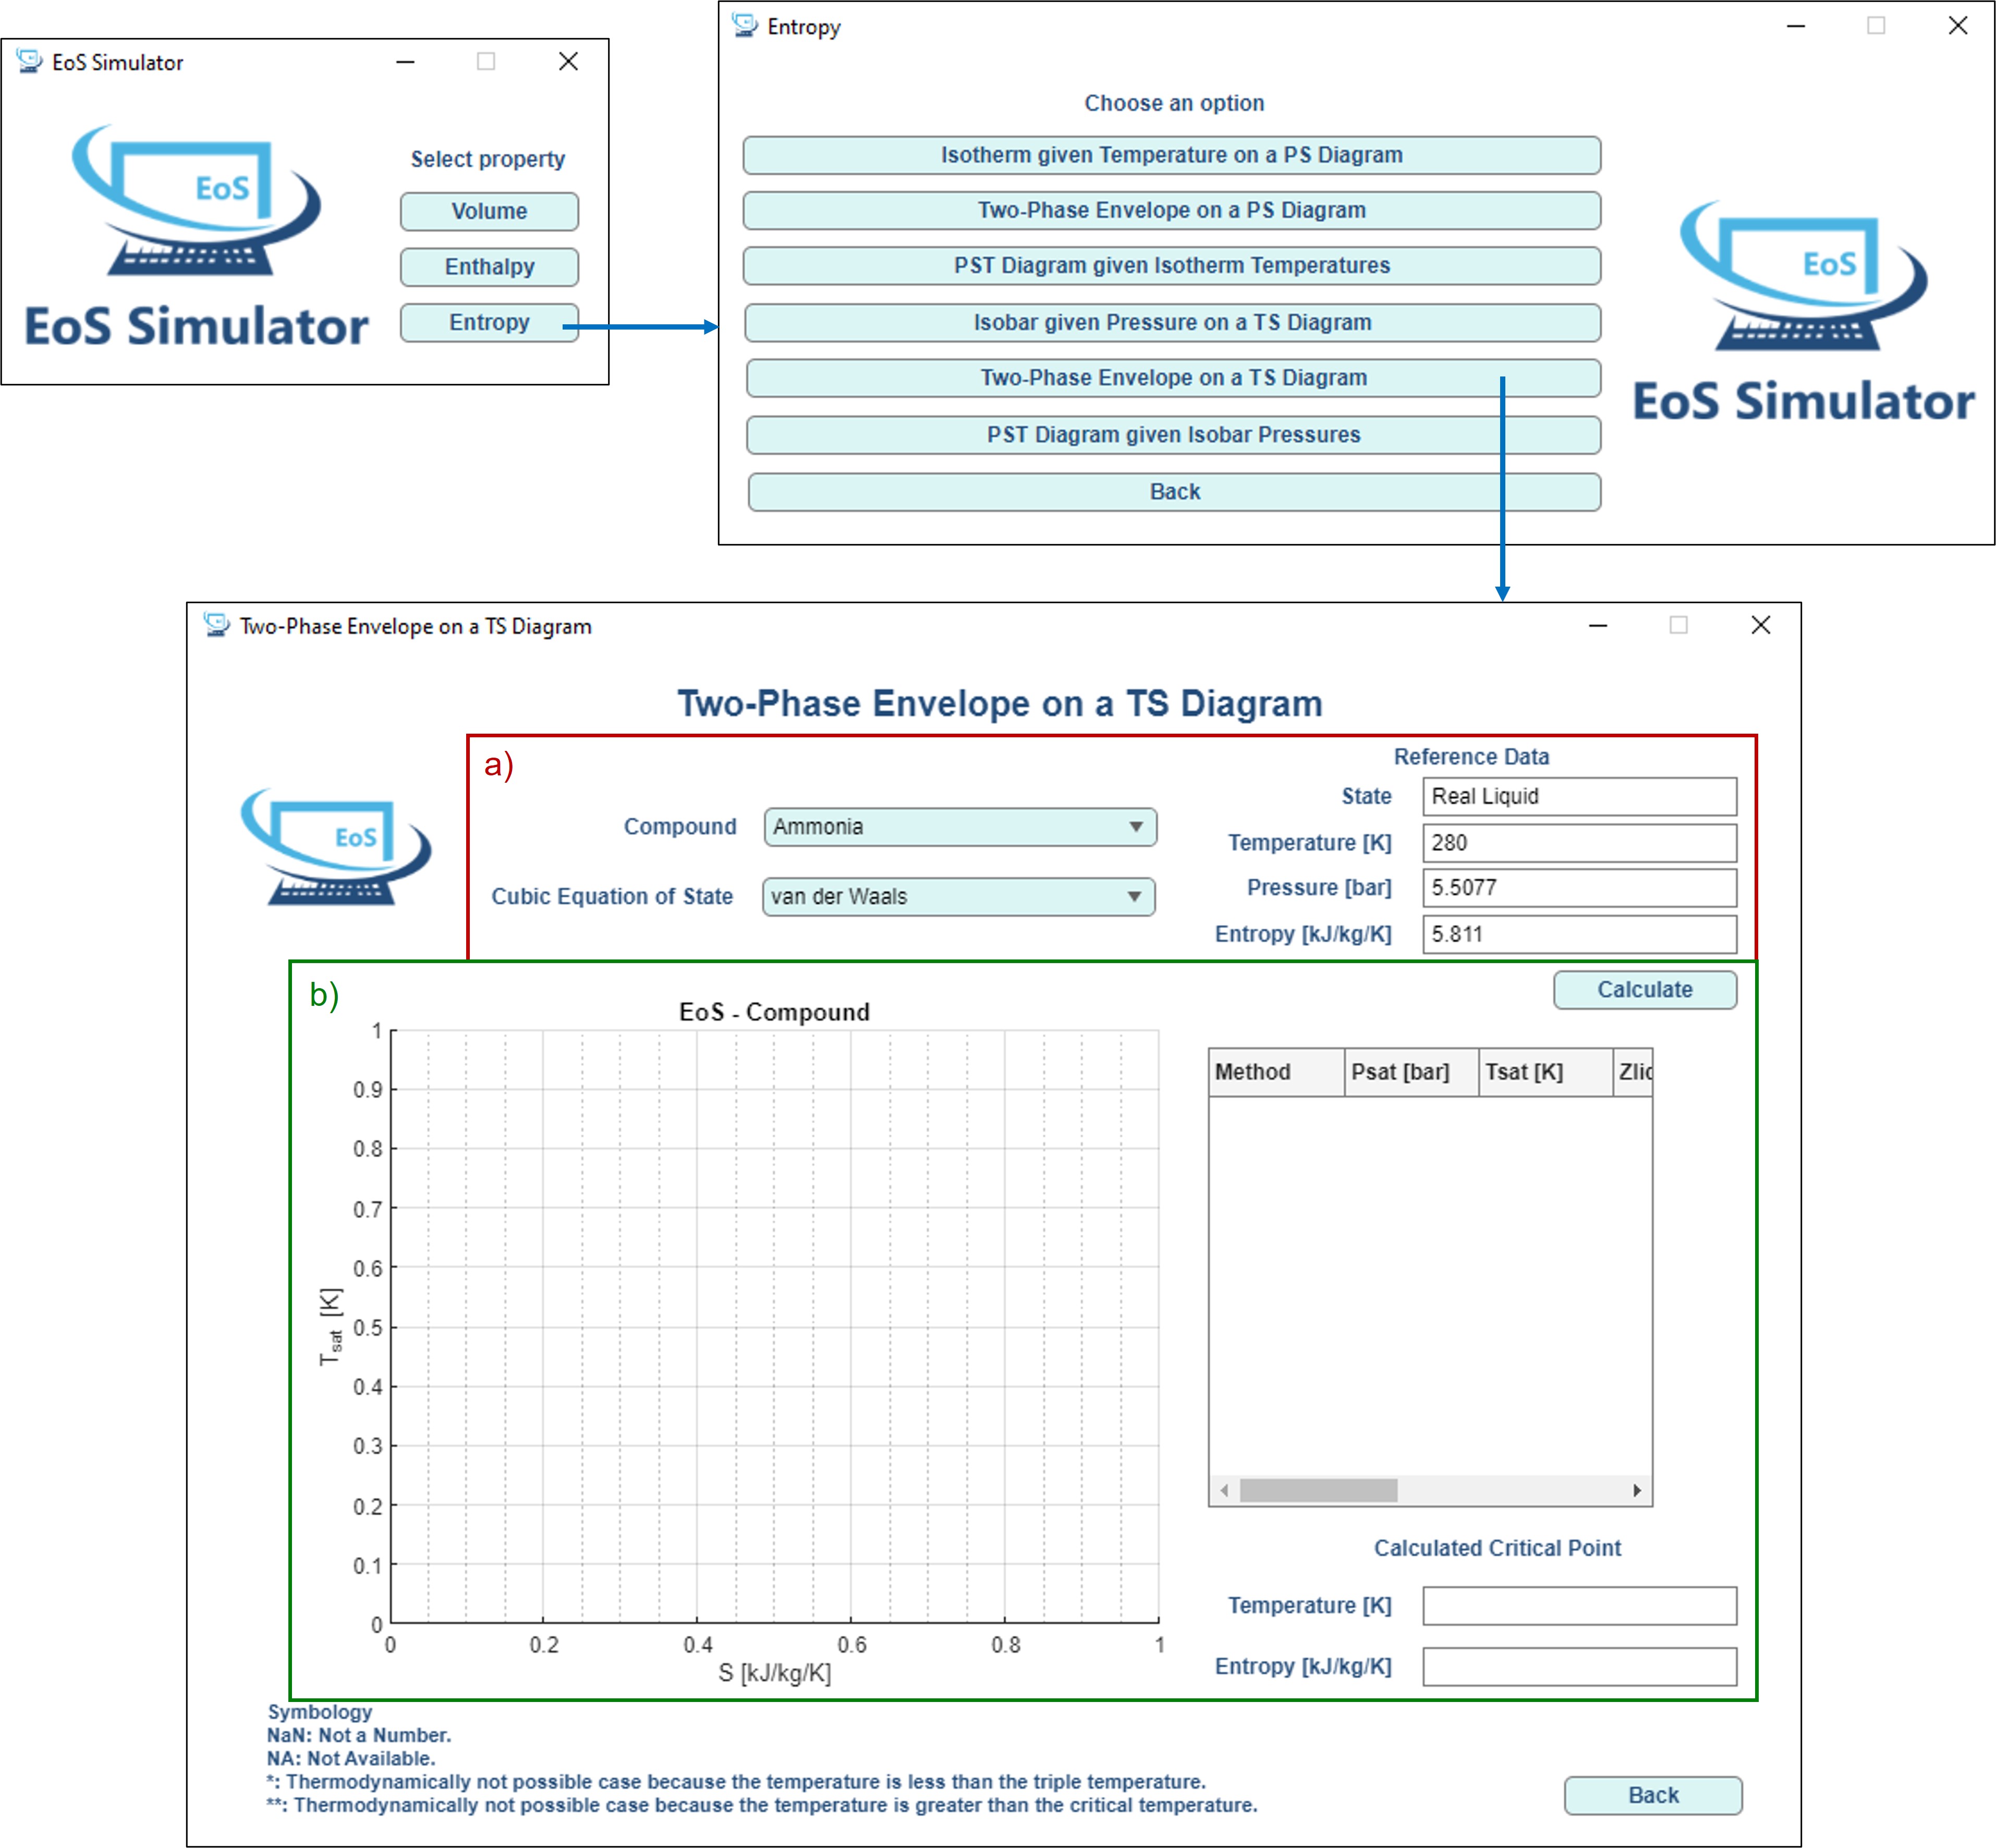 EoS Simulator
EoS
EoS Simulator
Select property
Volume
Enthalpy
Entropy
Entropy
Choose an option
Isotherm given Temperature on a PS Diagram
Two-Phase Envelope on a PS Diagram
PST Diagram given Isotherm Temperatures
Isobar given Pressure on a TS Diagram
Two-Phase Envelope on a TS Diagram
PST Diagram given Isobar Pressures
Back
EoS
EoS Simulator
Two-Phase Envelope on a TS Diagram
Two-Phase Envelope on a TS Diagram
EoS
a)
Compound Ammonia
Cubic Equation of State van der Waals
Reference Data
State Real Liquid
Temperature [K] 280
Pressure [bar] 5.5077
Entropy [kJ/kg/K] 5.811
b)
Calculate
EoS - Compound
1
0.9
0.8
0.7
0.6
0.5
0.4
0.3
0.2
0.1
0
Tsat [K]
0 0.2 0.4 0.6 0.8 1
S [kJ/kg/K]
Method Psat [bar] Tsat [K] Zlic
Calculated Critical Point
Temperature [K]
Entropy [kJ/kg/K]
Symbology
NaN: Not a Number.
NA: Not Available.
*: Thermodynamically not possible case because the temperature is less than the triple temperature.
**: Thermodynamically not possible case because the temperature is greater than the critical temperature.
Back